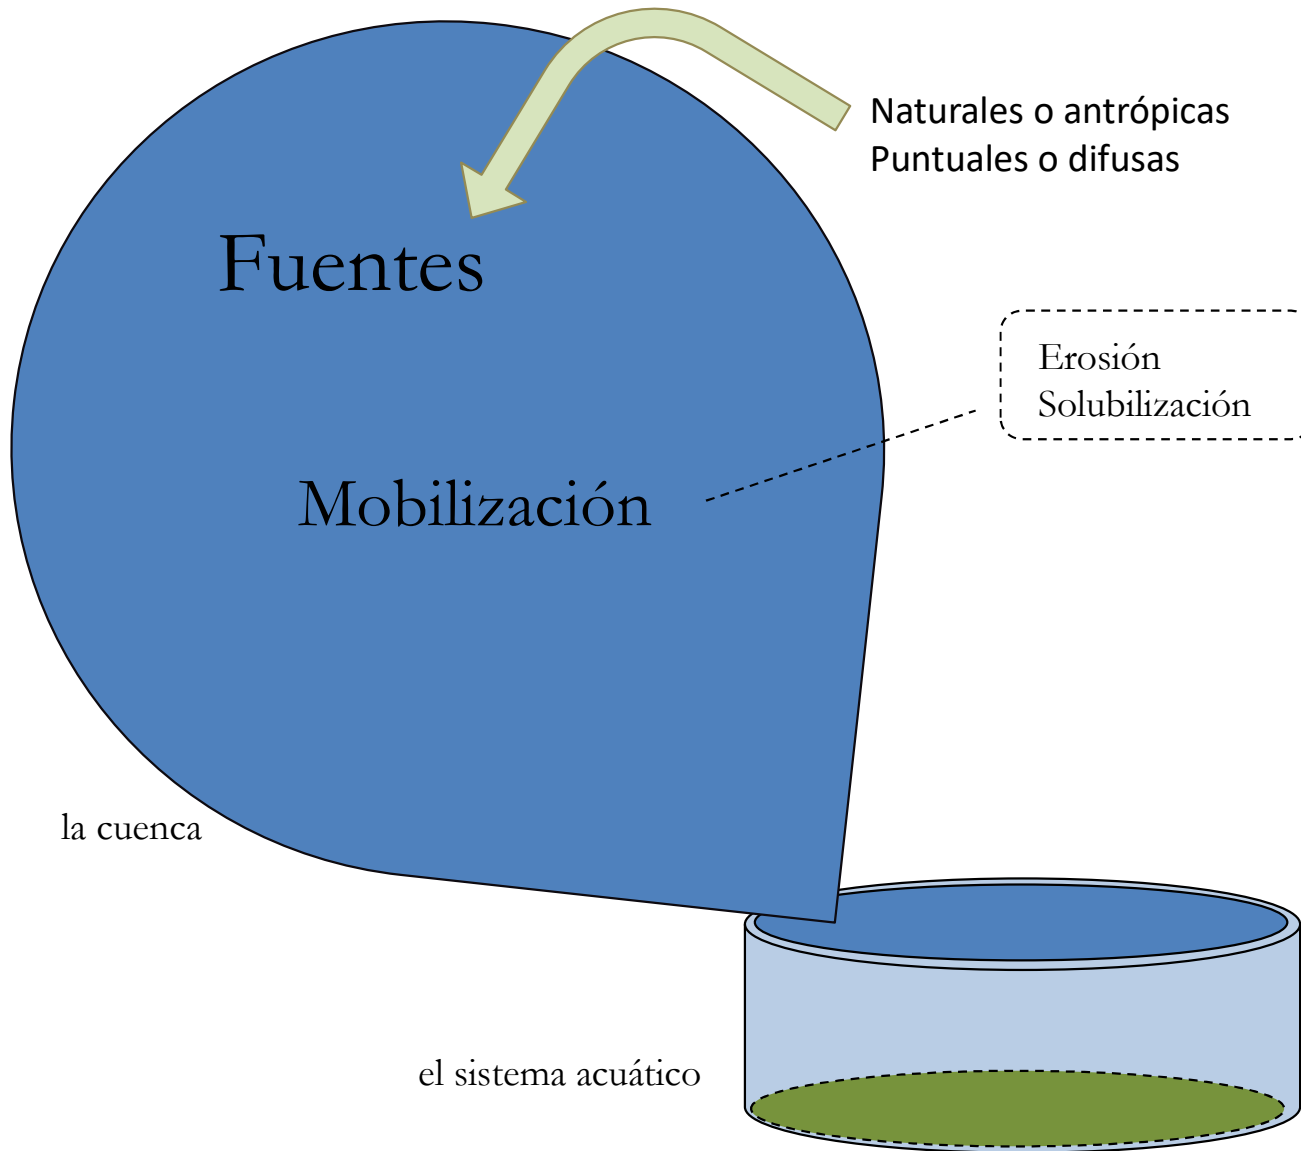 Naturales o antrópicas
Puntuales o difusas
Fuentes
Erosión
Solubilización
Mobilización
la cuenca
el sistema acuático